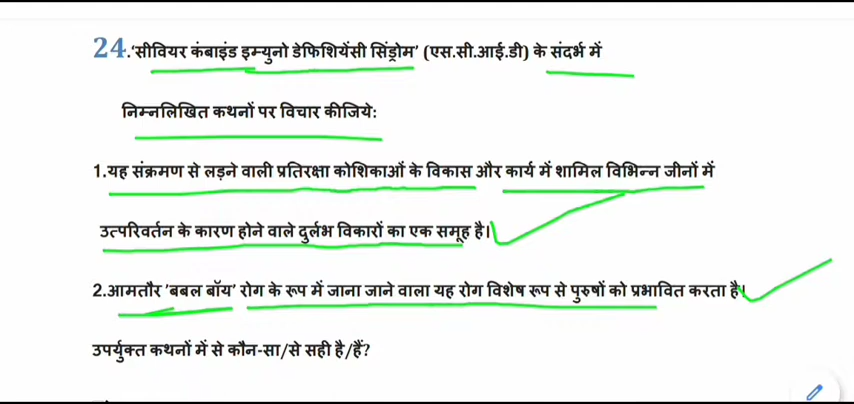 24.‘सीवियर कंबाइंड इम्युनो डेफिशियेंसी सिंड्रोम’ (एस.सी.आई.डी) के संदर्भ में
निम्नलिखित कथनों पर विचार कीजिये:
1.यह संक्रमण से लड़ने वाली प्रतिरक्षा कोशिकाओं के विकास और कार्य में शामिल विभिन्न जीनों में
उत्परिवर्तन के कारण होने वाले दुर्लभ विकारों का एक समूह है।
2.आमतौर ’बबल बॉय’ रोग के रूप में जाना जाने वाला यह रोग विशेष रूप से पुरुषों को प्रभावित करता है।
उपर्युक्त कथनों में से कौन-सा/से सही है/हैं?